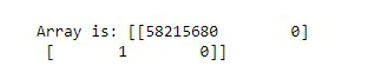 Array is: [[58215680        0]
 [       1        0]]